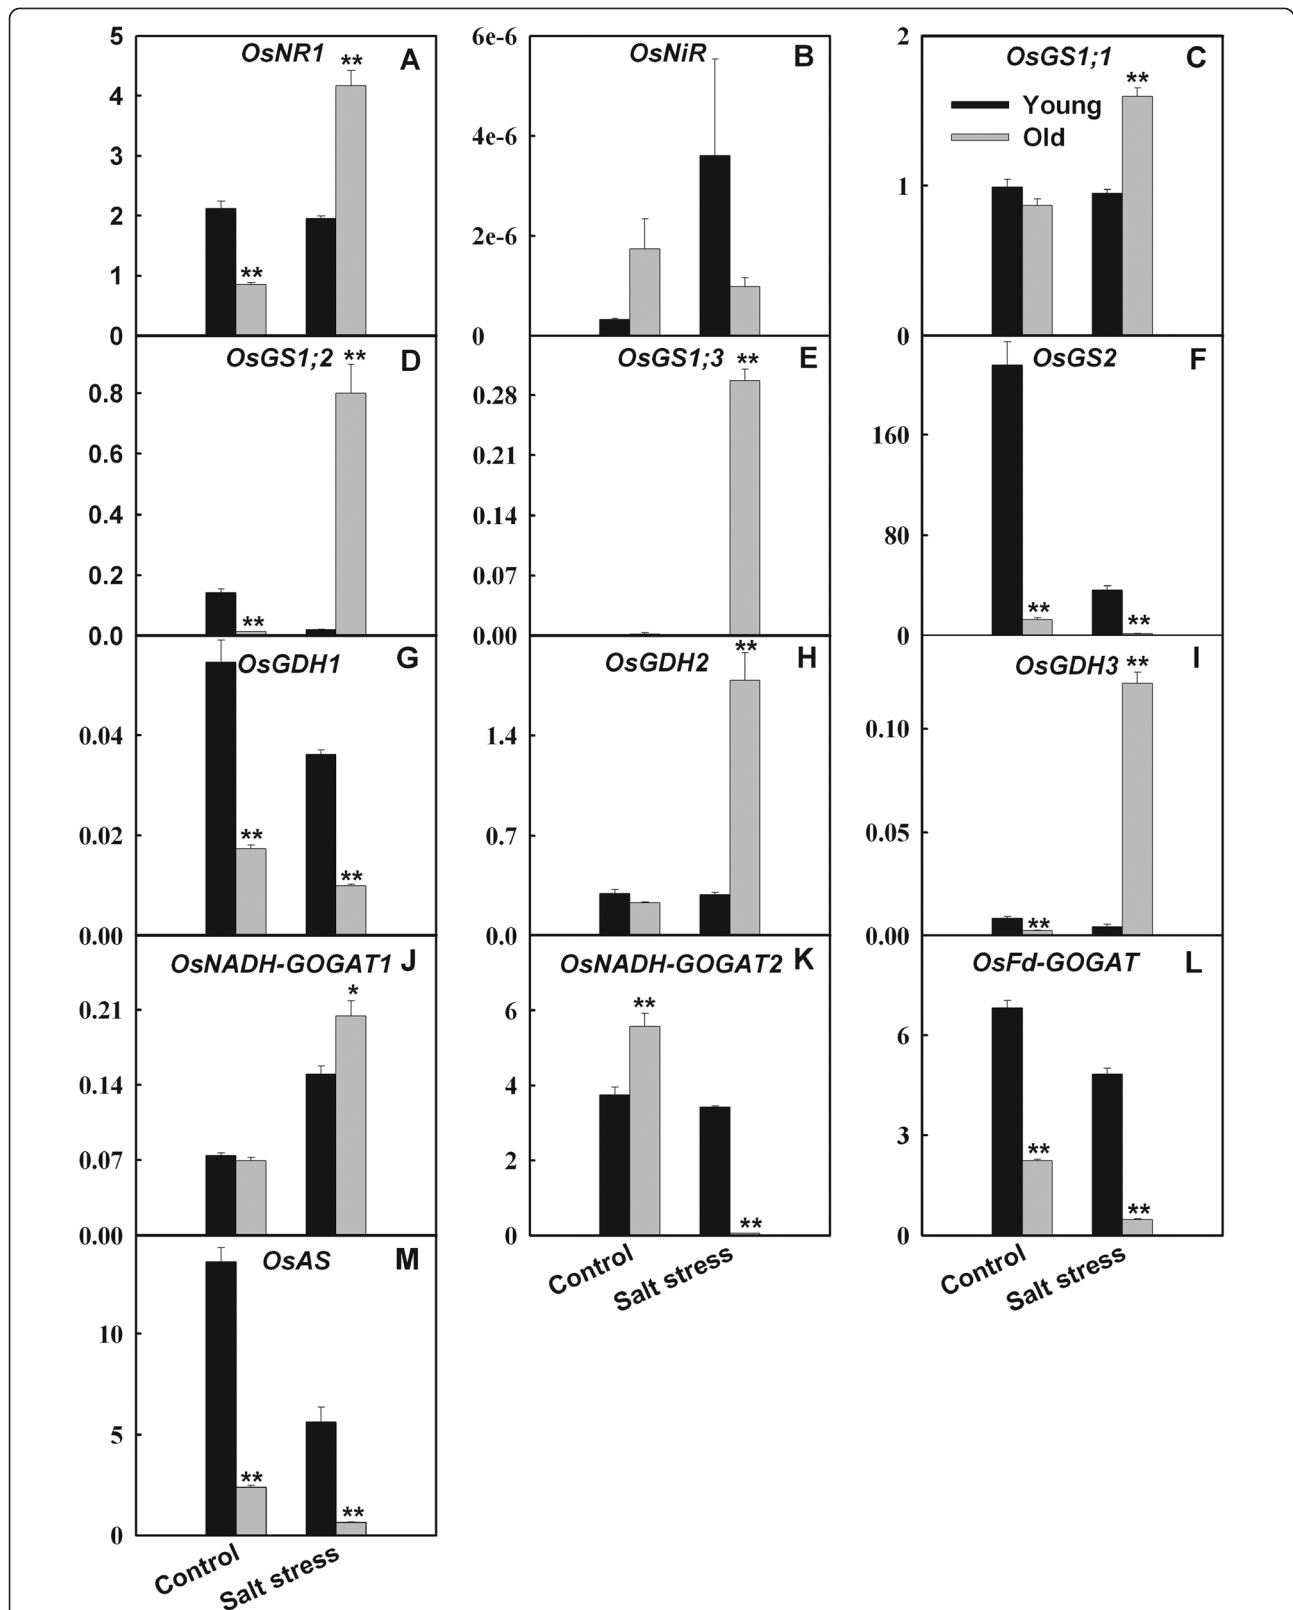 OsNR1 A
5
4
3
2
1
0
**
**
OsNiR B
6e-6
4e-6
2e-6
0
OsGS1;1 C
2
1
0
Young
Old
**
OsGS1;2 D
0.8
0.6
0.4
0.2
0.0
**
**
OsGS1;3 E
0.28
0.21
0.14
0.07
0.00
**
OsGS2 F
160
80
0
**
**
OsGDH1 G
0.04
0.02
0.00
**
**
OsGDH2 H
1.4
0.7
0.0
**
OsGDH3 I
0.10
0.05
0.00
**
**
OsNADH-GOGAT1 J
0.21
0.14
0.07
0.00
*
OsNADH-GOGAT2 K
6
4
2
0
**
**
Control
Salt stress
OsFd-GOGAT L
6
3
0
**
**
Control
Salt stress
OsAS M
10
5
0
**
**
Control
Salt stress